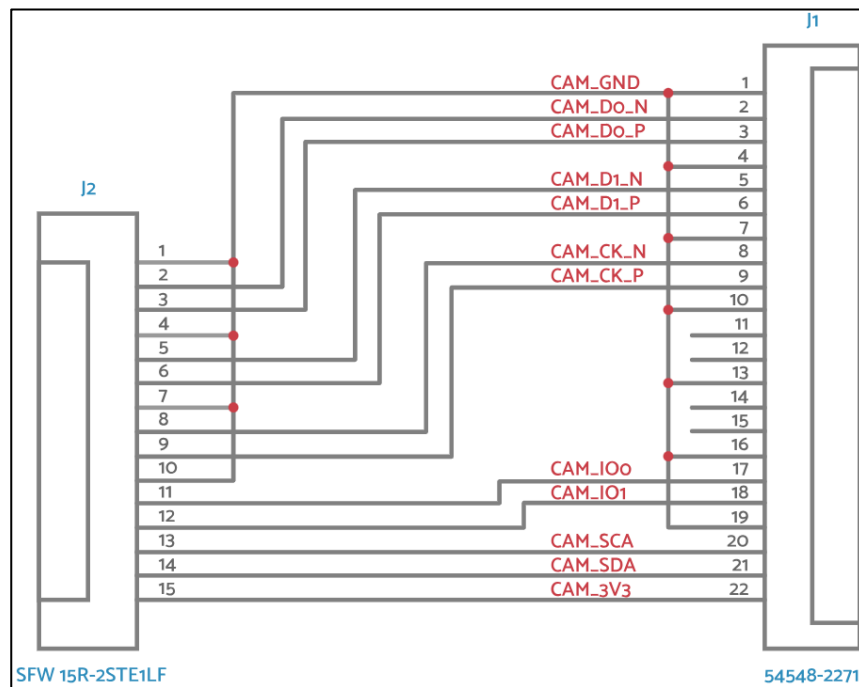 J1
CAM_GND 1
CAM_D0_N 2
CAM_D0_P 3
4
J2
CAM_D1_N 5
CAM_D1_P 6
7
1
CAM_CK_N 8
2
CAM_CK_P 9
3
10
4
11
5
12
6
13
7
14
8
15
9
16
10
CAM_IO0 17
11
CAM_IO1 18
12
19
13
CAM_SCA 20
14
CAM_SDA 21
15
CAM_3V3 22
SFW 15R-2STE1LF
54548-2271